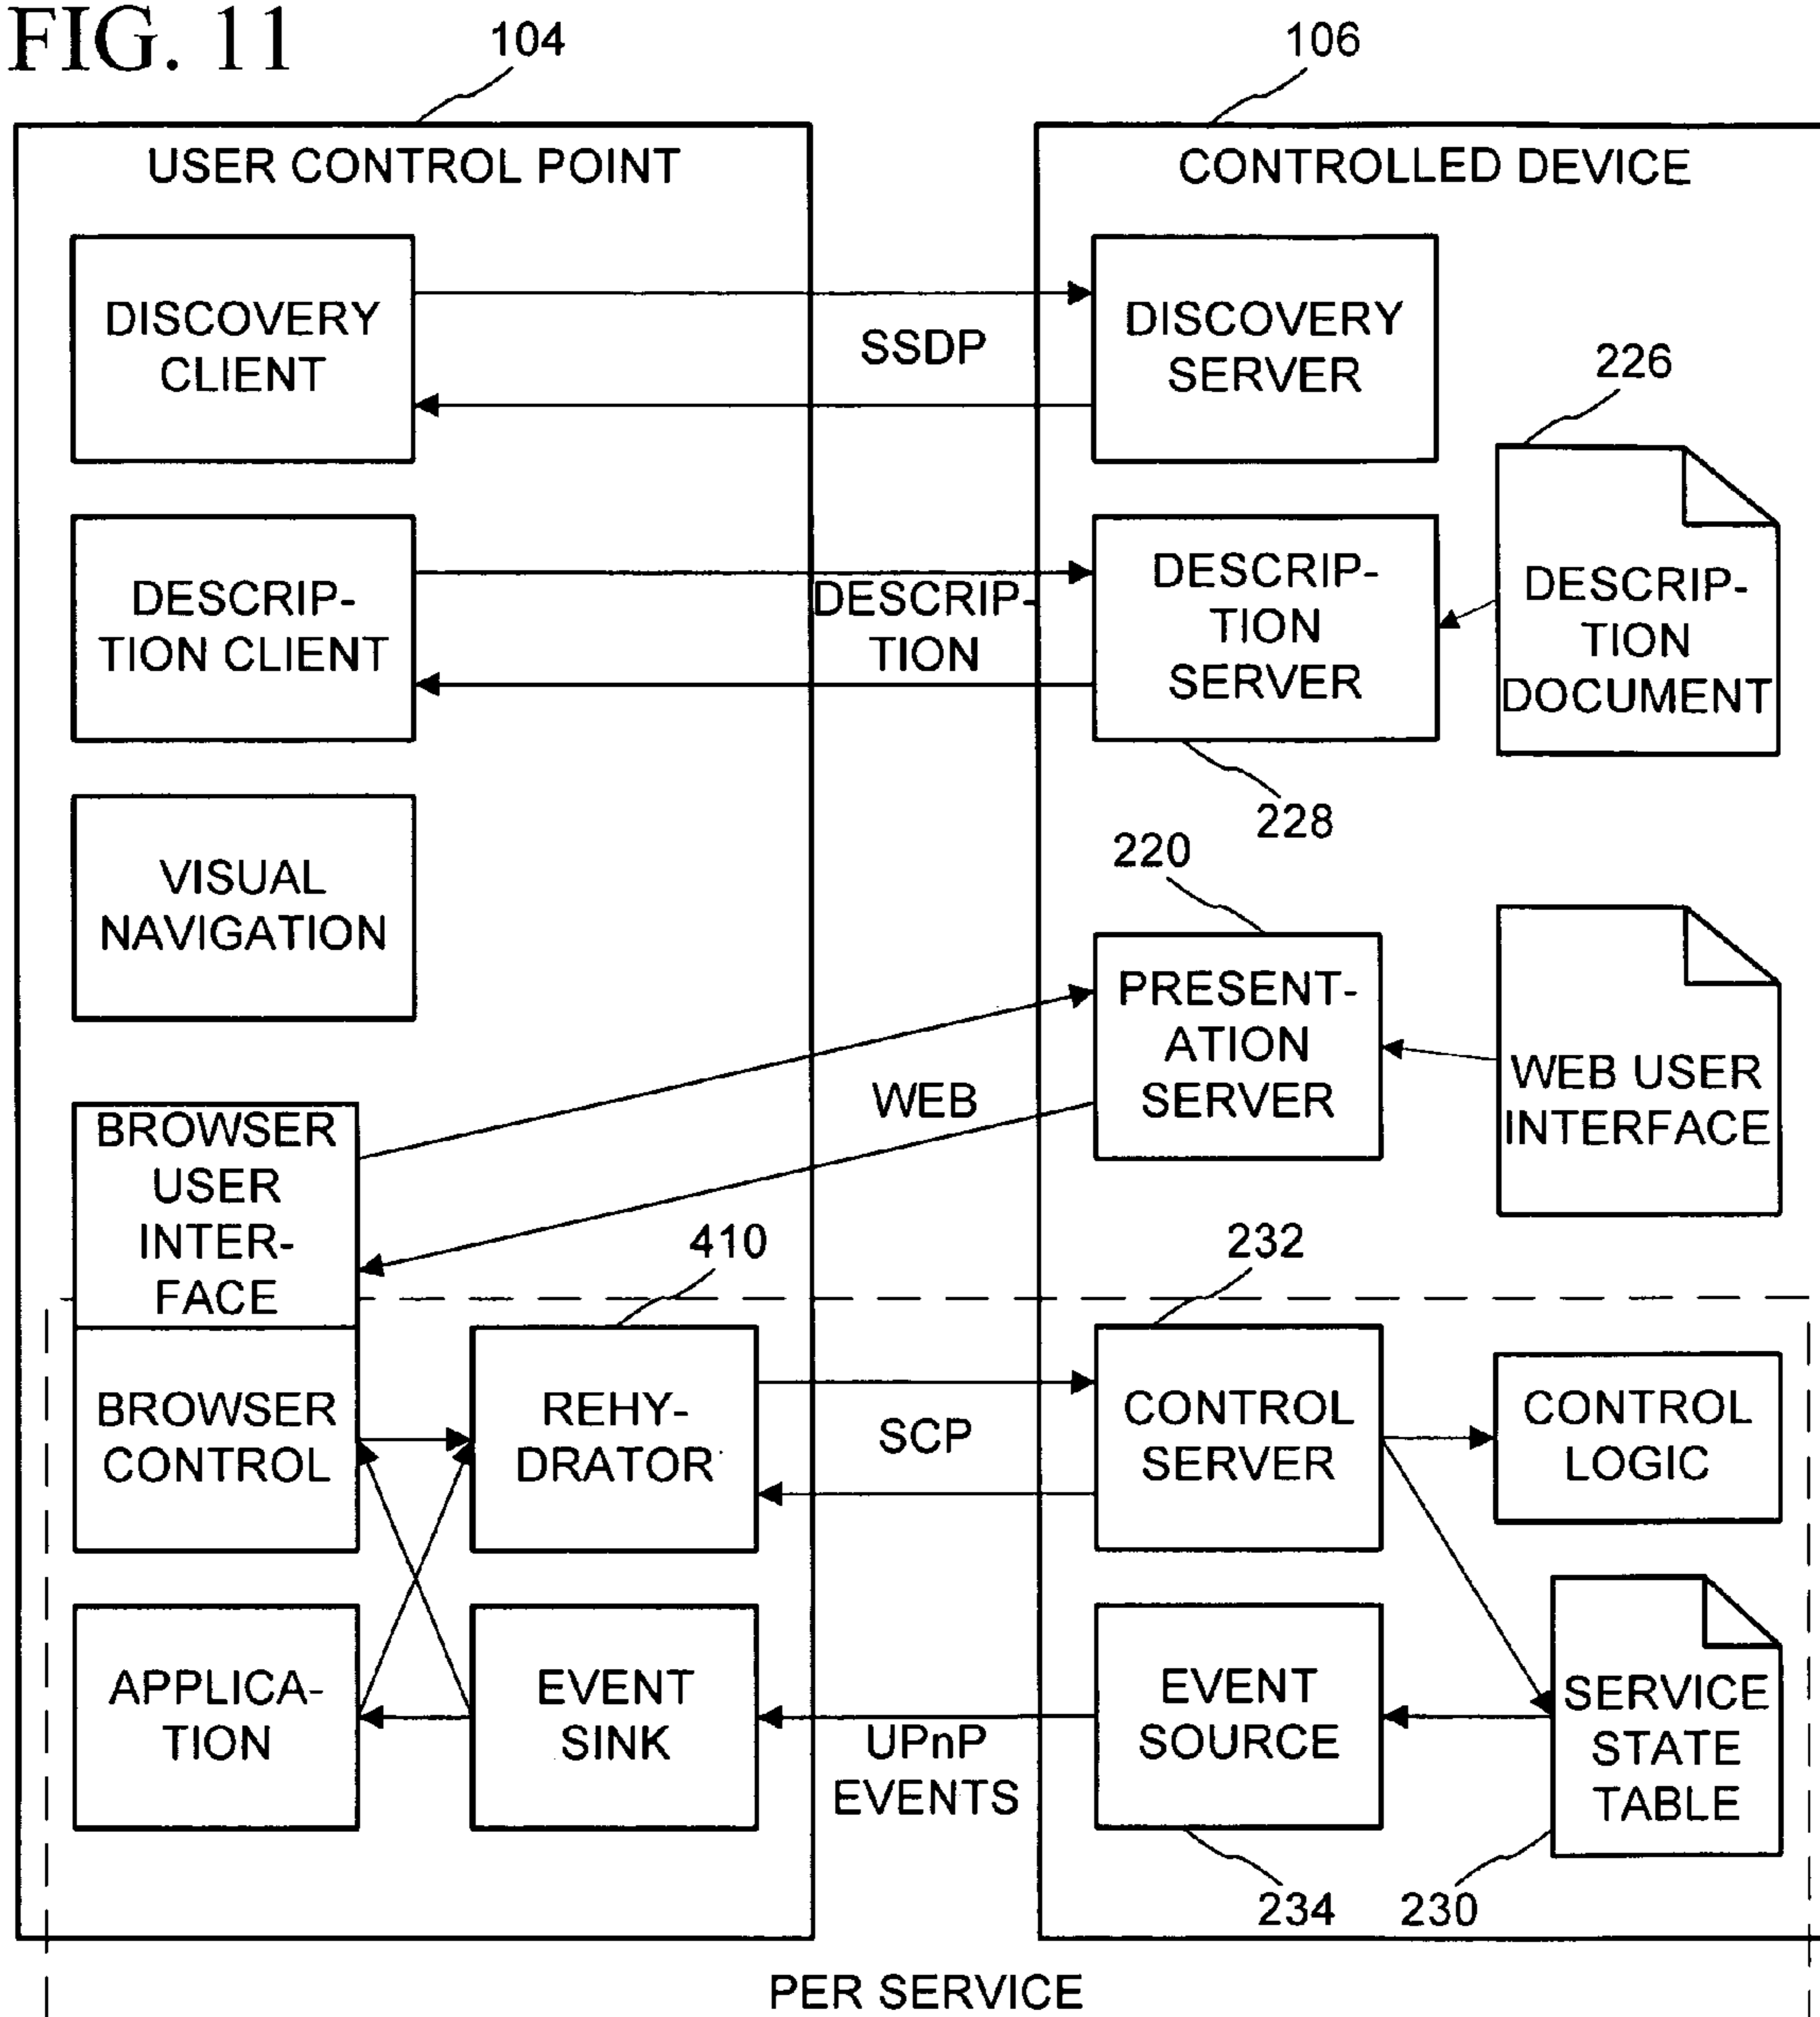 FIG. 11
104
106
USER CONTROL POINT
CONTROLLED DEVICE
DISCOVERY
CLIENT
SSDP
DISCOVERY
SERVER
226
DESCRIP-
TION CLIENT
DESCRIP-
TION
DESCRIP-
TION
SERVER
DESCRIP-
TION
DOCUMENT
228
VISUAL
NAVIGATION
220
PRESENT-
ATION
SERVER
WEB USER
INTERFACE
WEB
BROWSER
USER
INTER-
FACE
410
232
BROWSER
CONTROL
REHY-
DRATOR
SCP
CONTROL
SERVER
CONTROL
LOGIC
APPLICA-
TION
EVENT
SINK
UPnP
EVENTS
EVENT
SOURCE
SERVICE
STATE
TABLE
234
230
PER SERVICE